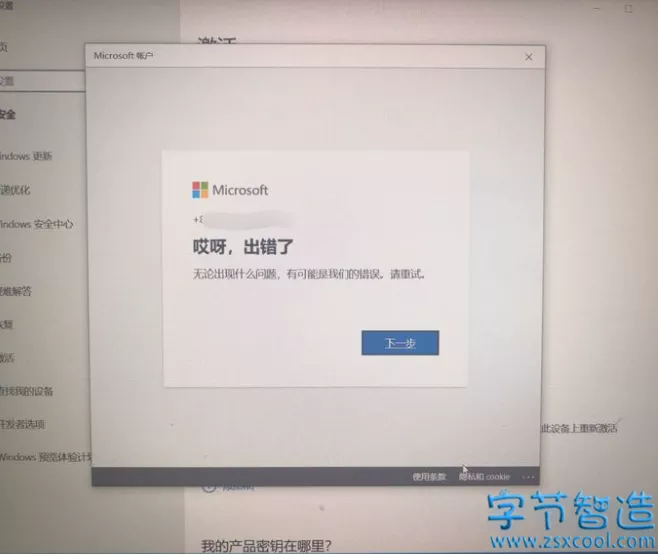 设置
页
激活
Microsoft 帐户
设置
安全
Windows 更新
传递优化
Windows 安全中心
备份
疑难解答
恢复
激活
查找我的设备
开发者选项
Windows 预览体验计划
Microsoft
+8
哎呀，出错了
无论出现什么问题，有可能是我们的错误。请重试。
下一步
此设备上重新激活
使用条款 隐私和 cookie ...
我的产品密钥在哪里?
字节智造
www.zsxcool.com